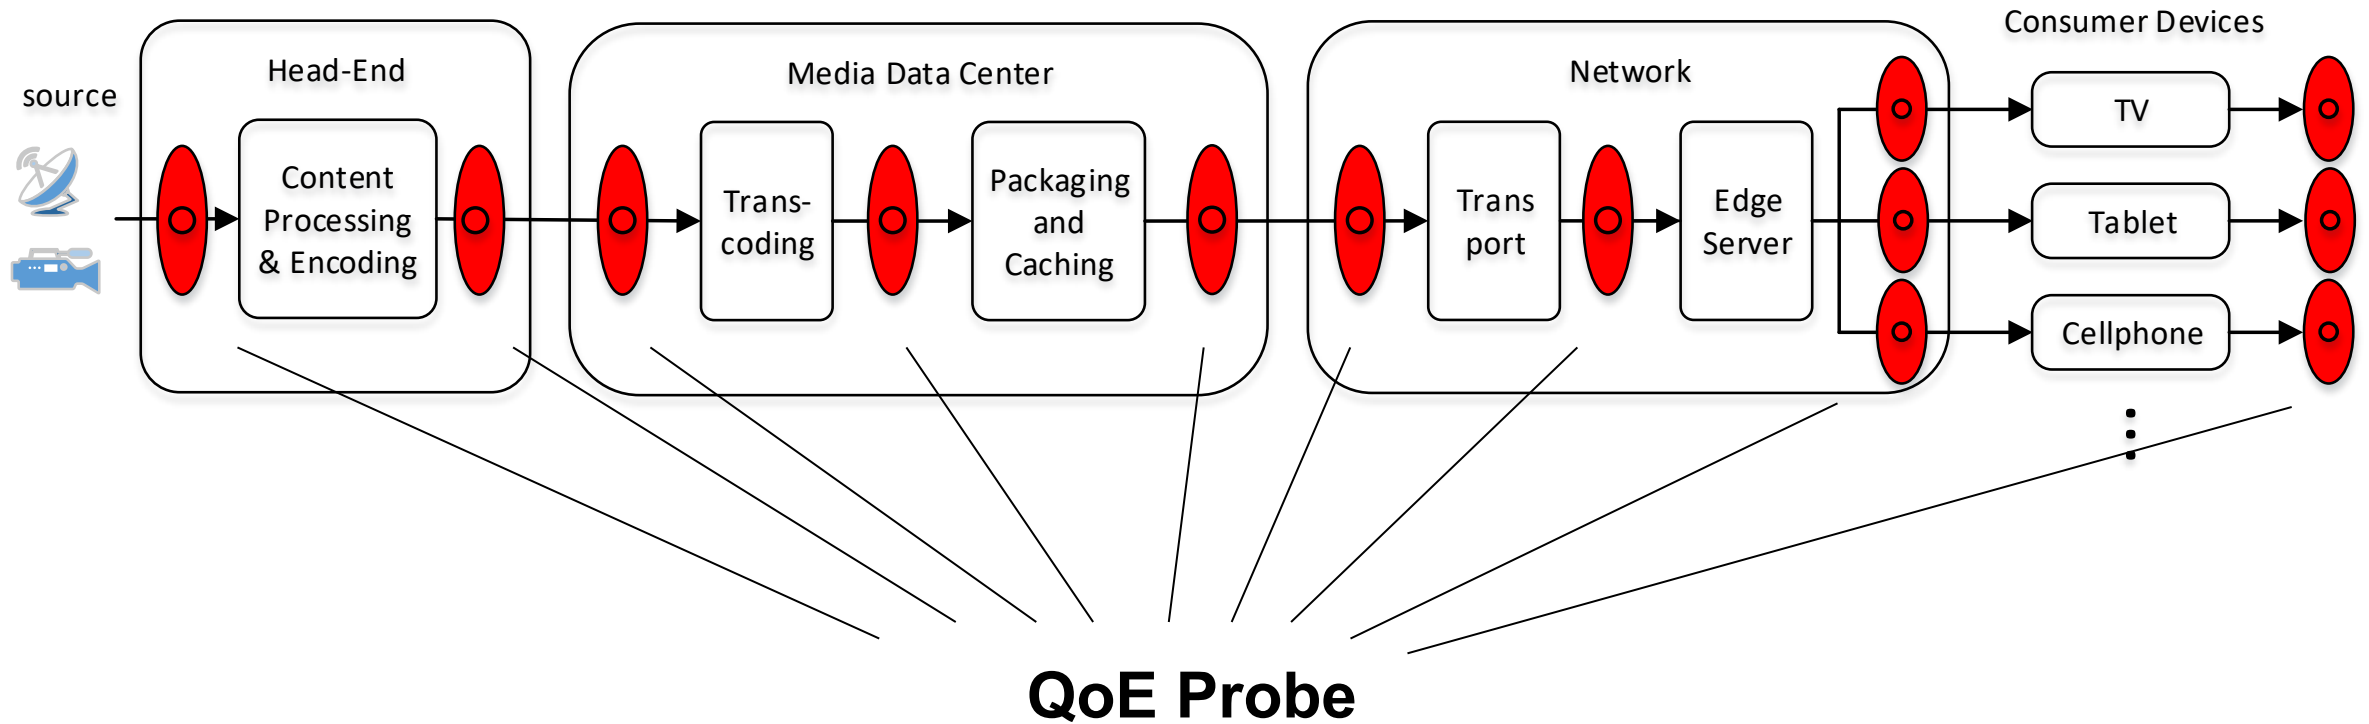 source
Head-End
Content
Processing
& Encoding
Media Data Center
Trans-
coding
Packaging
and
Caching
Network
Trans
port
Edge
Server
Consumer Devices
TV
Tablet
Cellphone
QoE Probe